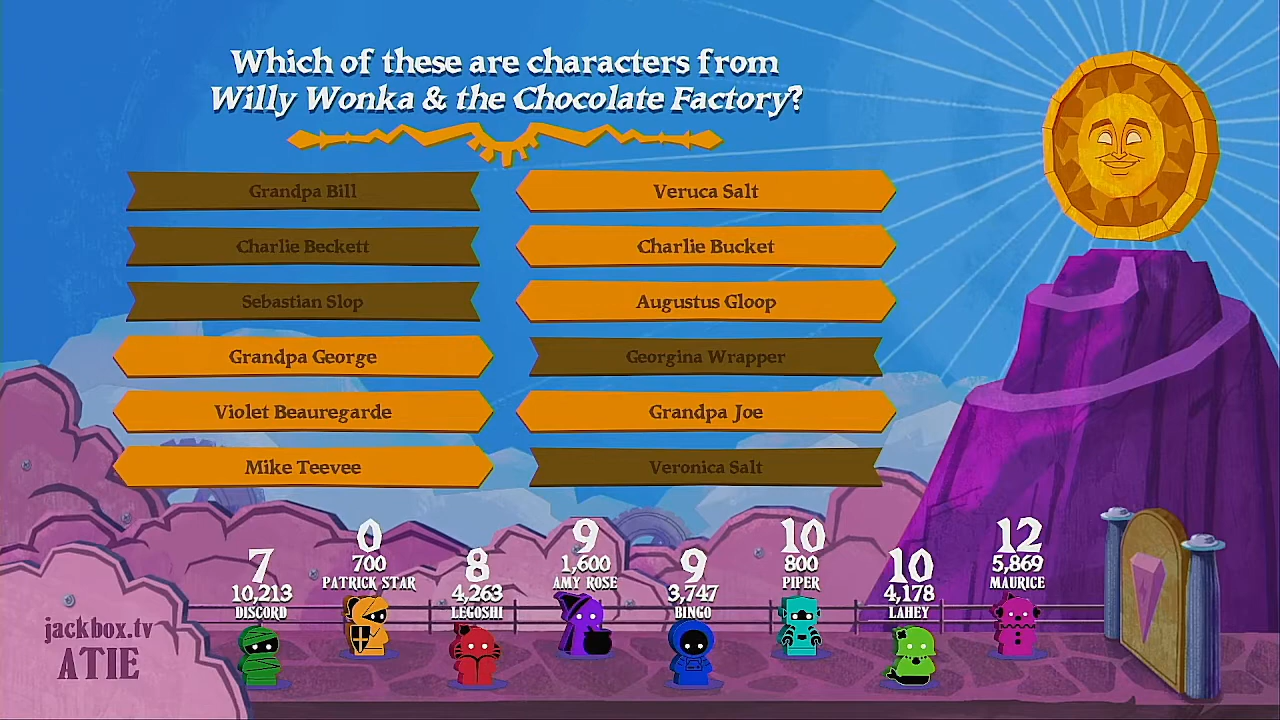 Which of these are characters from
Willy Wonka & the Chocolate Factory?
Grandpa Bill
Veruca Salt
Charlie Beckett
Charlie Bucket
Sebastian Slop
Augustus Gloop
Grandpa George
Georgina Wrapper
Violet Beauregarde
Grandpa Joe
Mike Teevee
Veronica Salt
7
10,213
DISCORD
0
700
PATRICK STAR
8
4,263
LEGOSHI
9
1,600
AMY ROSE
9
3,747
BINGO
10
800
PIPER
10
4,178
LAHEY
12
5,869
MAURICE
jackbox.tv
ATIE